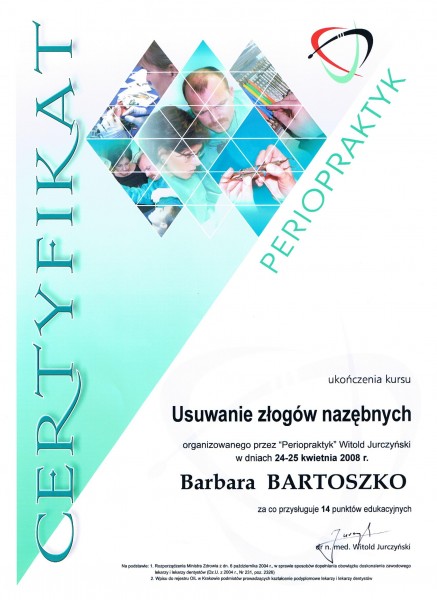 CERTYFIKAT
PERIOPRAKTYK
ukończenia kursu
Usuwanie złogów nazębnych
organizowanego przez "Periopraktyk" Witold Jurczyński
w dniach 24-25 kwietnia 2008 r.
Barbara BARTOSZKO
za co przysługuje 14 punktów edukacyjnych
dr n. med. Witold Jurczyński
Na podstawie: 1. Rozporządzenia Ministra Zdrowia z dn. 6 października 2004 r., w sprawie sposobów dopełnienia obowiązku doskonalenia zawodowego
lekarzy i lekarzy dentystów (Dz.U. z 2004 r., Nr 231, poz. 2326)
2. Wpisu do rejestru OIL w Krakowie podmiotów prowadzących kształcenie podyplomowe lekarzy i lekarzy dentystów